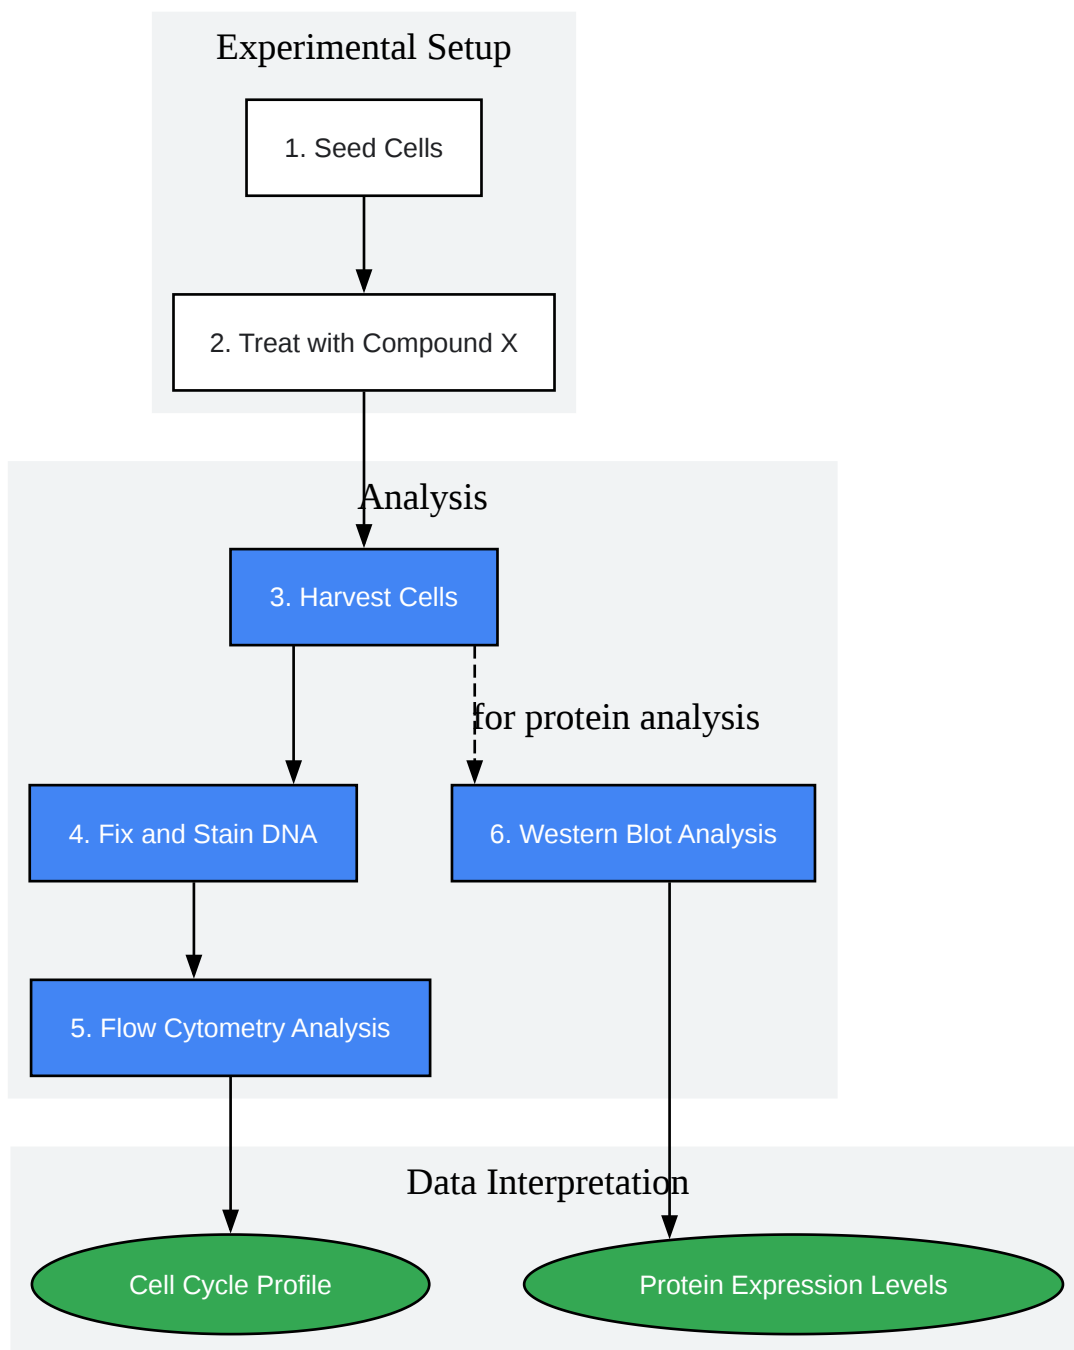 Experimental Setup
1. Seed Cells
2. Treat with Compound X
Analysis
3. Harvest Cells
for protein analysis
4. Fix and Stain DNA
6. Western Blot Analysis
5. Flow Cytometry Analysis
Data Interpretation
Cell Cycle Profile
Protein Expression Levels